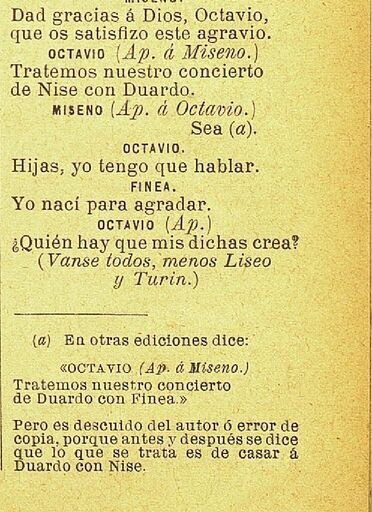 MISENO.
Dad gracias á Dios, Octavio,
que os satisfizo este agravio.
OCTAVIO (Ap. á Miseno.)
Tratemos nuestro concierto
de Nise con Duardo.
MISENO (Ap. á Octavio.)
Sea (a).
OCTAVIO.
Hijas, yo tengo que hablar.
FINEA.
Yo nací para agradar.
OCTAVIO (Ap.)
¿Quién hay que mis dichas crea?
(Vanse todos, menos Liseo
y Turin.)
(a) En otras ediciones dice:
«OCTAVIO (Ap. á Miseno.)
Tratemos nuestro concierto
de Duardo con Finea.»
Pero es descuido del autor ó error de
copia, porque antes y después se dice
que lo que se trata es de casar á
Duardo con Nise.